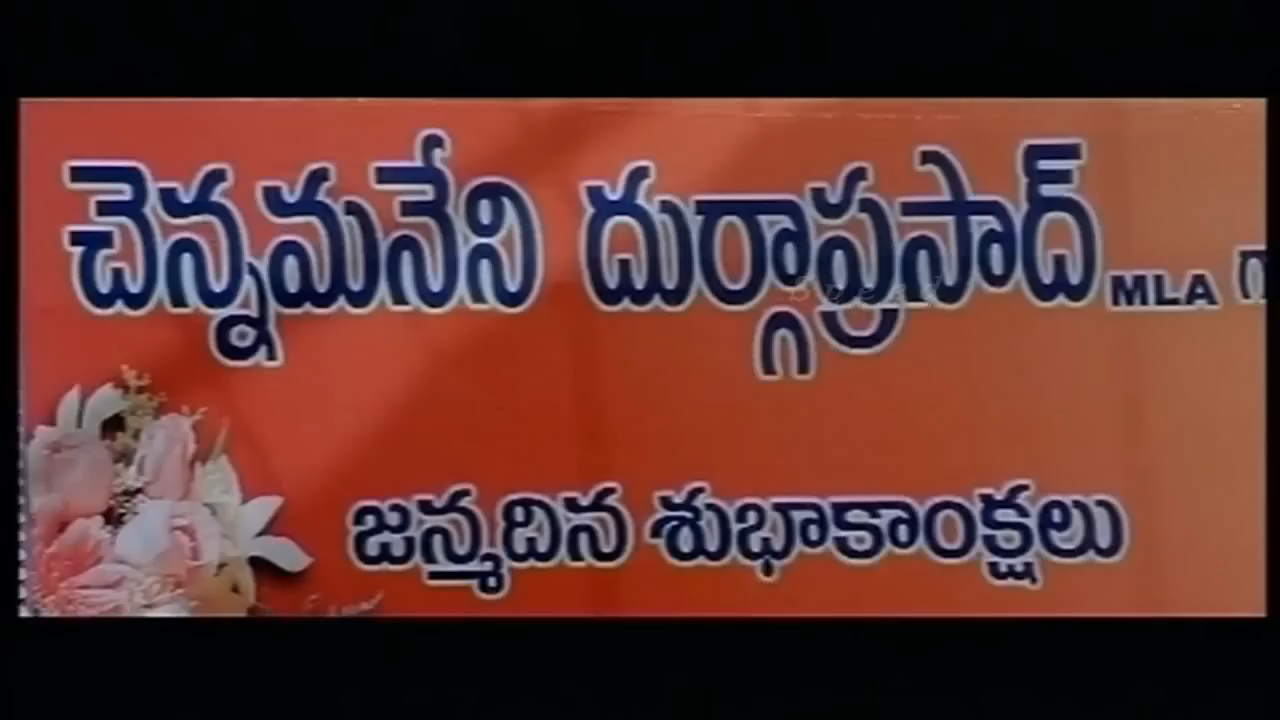 చెన్నమనేని దుర్గాప్రసాద్ MLA
జన్మదిన శుభాకాంక్షలు